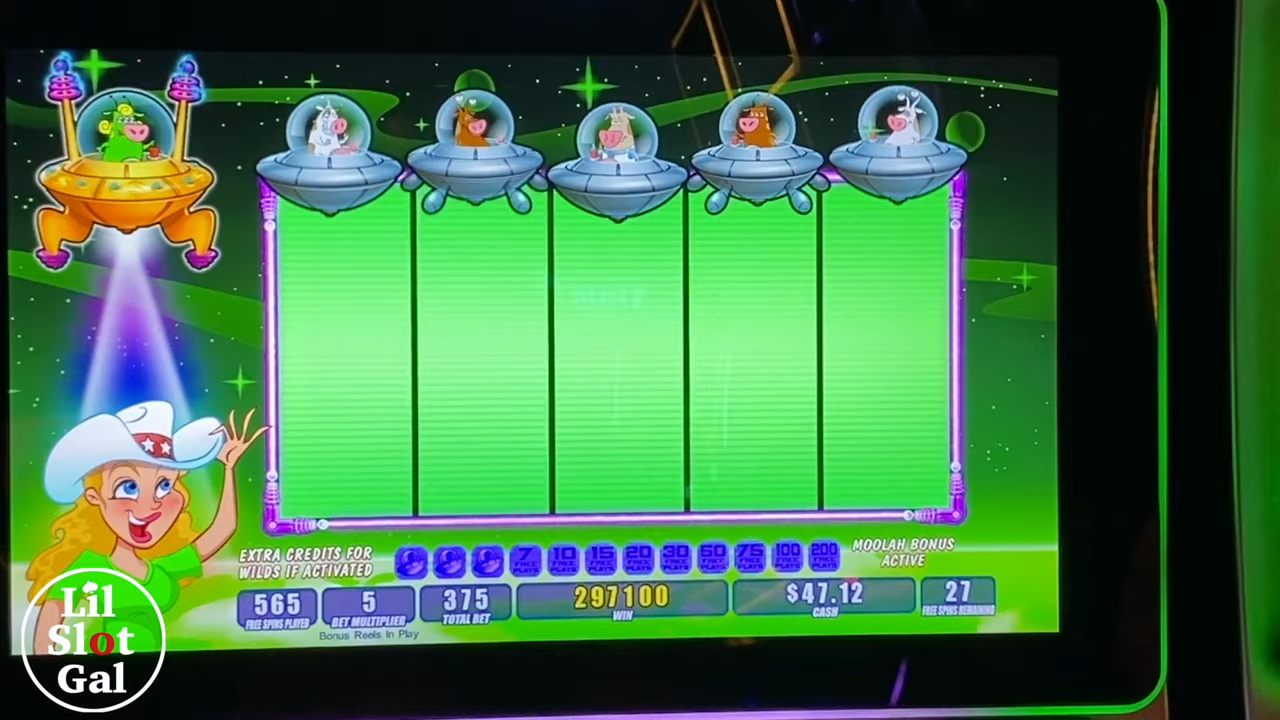 EXTRA CREDITS FOR
WILDS IF ACTIVATED
7 FREE PLAYS
10 FREE PLAYS
15 FREE PLAYS
20 FREE PLAYS
30 FREE PLAYS
50 FREE PLAYS
75 FREE PLAYS
100 FREE PLAYS
200 FREE PLAYS
MOOLAH BONUS
ACTIVE
565
FREE SPINS PLAYED
5
BET MULTIPLIER
375
TOTAL BET
297100
WIN
$47.12
CASH
27
FREE SPINS REMAINING
Bonus Reels In Play
Lil
Slot
Gal